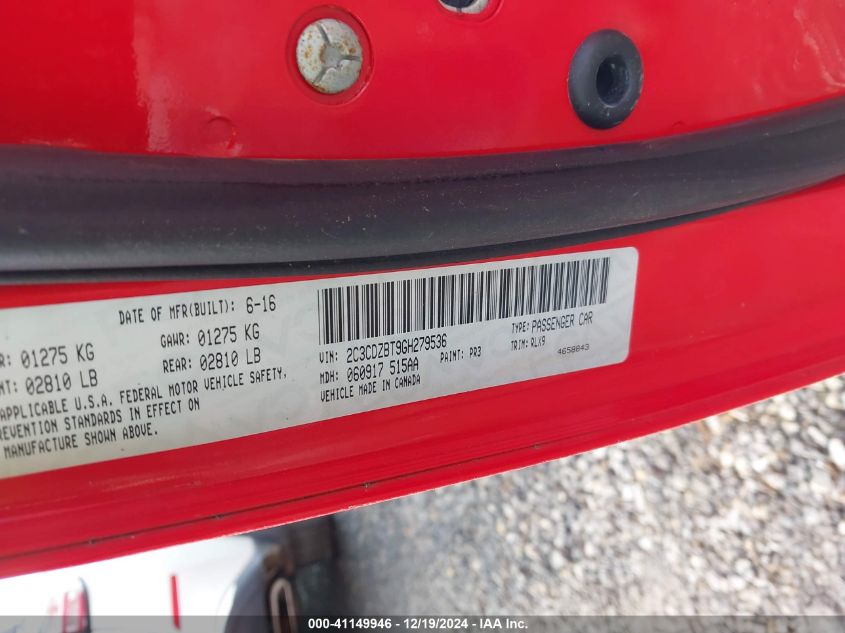 DATE OF MFR(BUILT): 6-16
01275 KG
GAWR: 01275 KG
02810 LB
REAR: 02810 LB
APPLICABLE U.S.A. FEDERAL MOTOR VEHICLE SAFETY,
PREVENTION STANDARDS IN EFFECT ON
MANUFACTURE SHOWN ABOVE.
VIN: 2C3CDZBT9GH279536
TYPE: PASSENGER CAR
MDH: 060917 515AA
PAINT: PR3
TRIM: RLX9
VEHICLE MADE IN CANADA
4658843
000-41149946 - 12/19/2024 - IAA Inc.